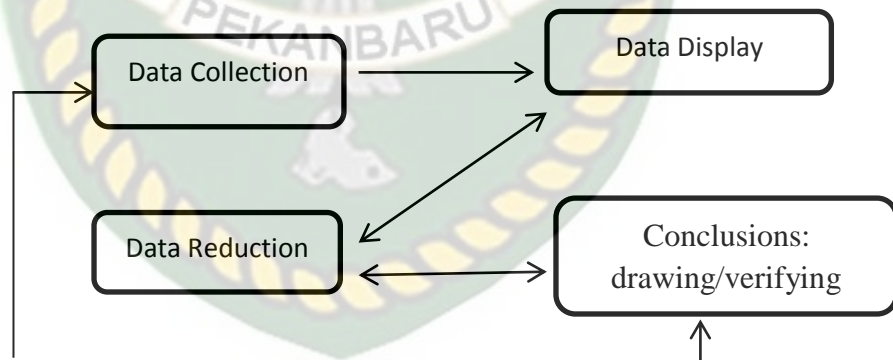 PEKANBARU
Data Collection
Data Display
Data Reduction
Conclusions:
drawing/verifying